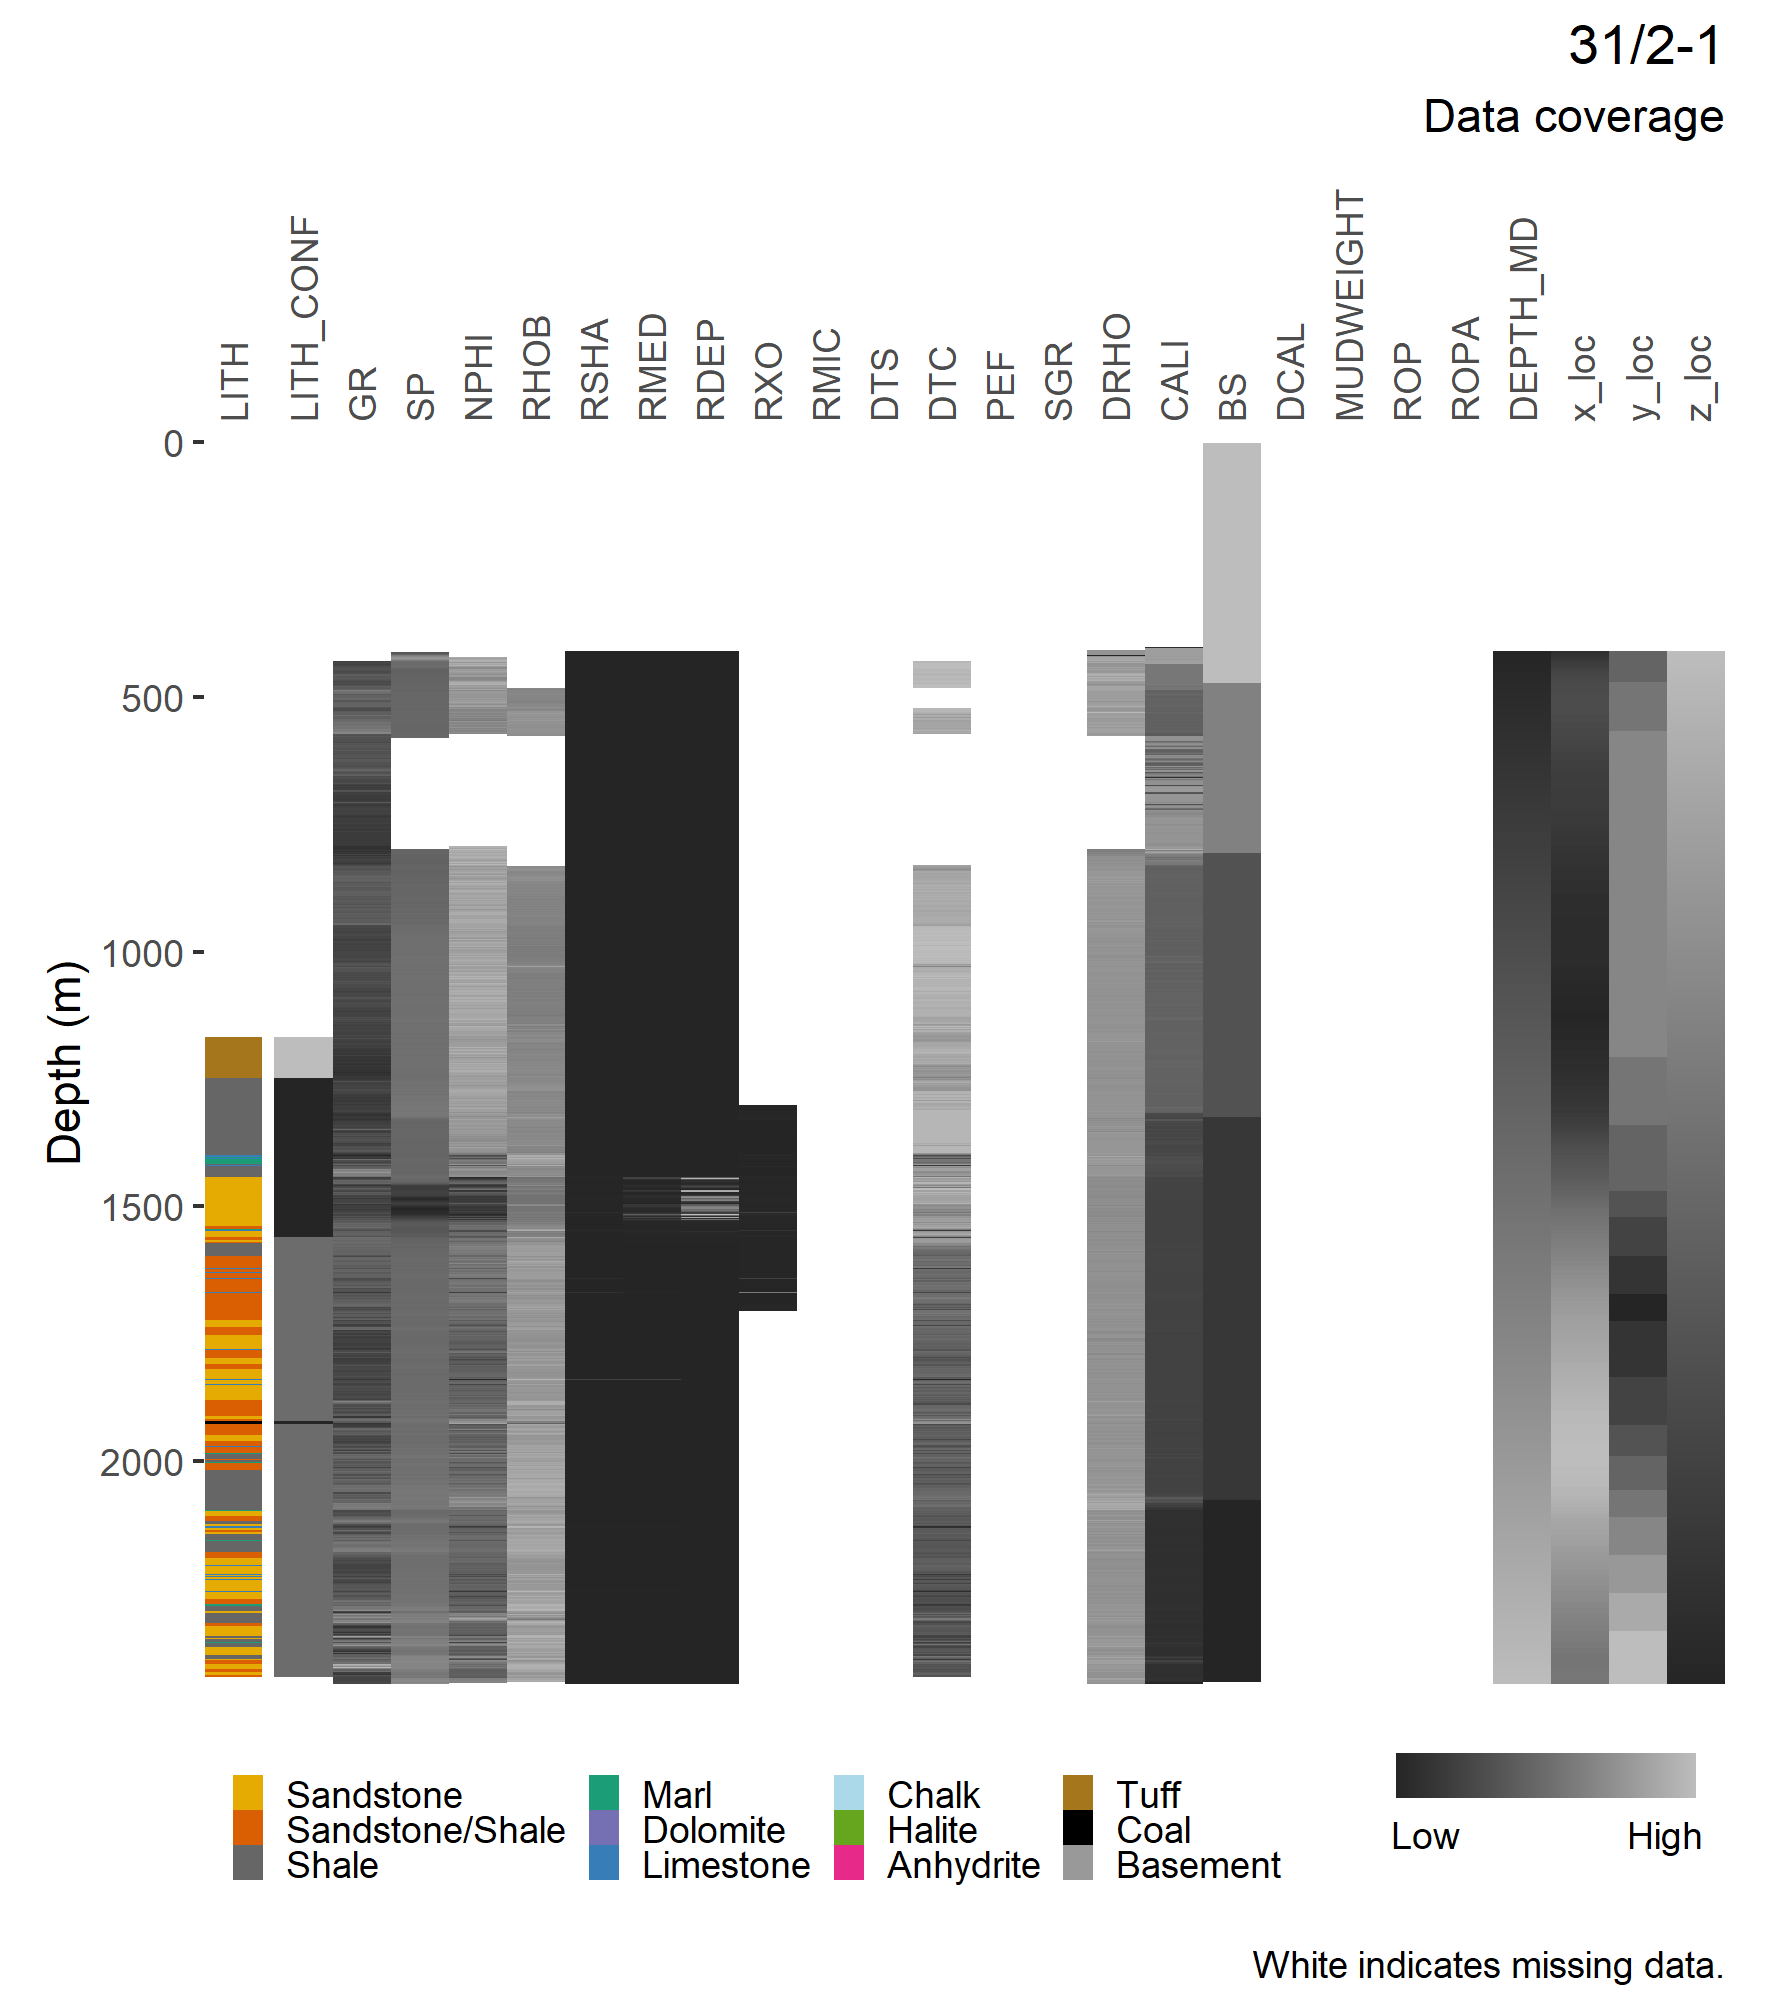 31/2-1
Data coverage
LITH
LITH_CONF
GR
SP
NPHI
RHOB
RSHA
RMED
RDEP
RXO
RMIC
DTS
DTC
PEF
SGR
DRHO
CALI
BS
DCAL
MUDWEIGHT
ROP
ROPA
DEPTH_MD
x_loc
y_loc
z_loc
0
500
1000
1500
2000
Depth (m)
Sandstone
Sandstone/Shale
Shale
Marl
Dolomite
Limestone
Chalk
Halite
Anhydrite
Tuff
Coal
Basement
Low High
White indicates missing data.